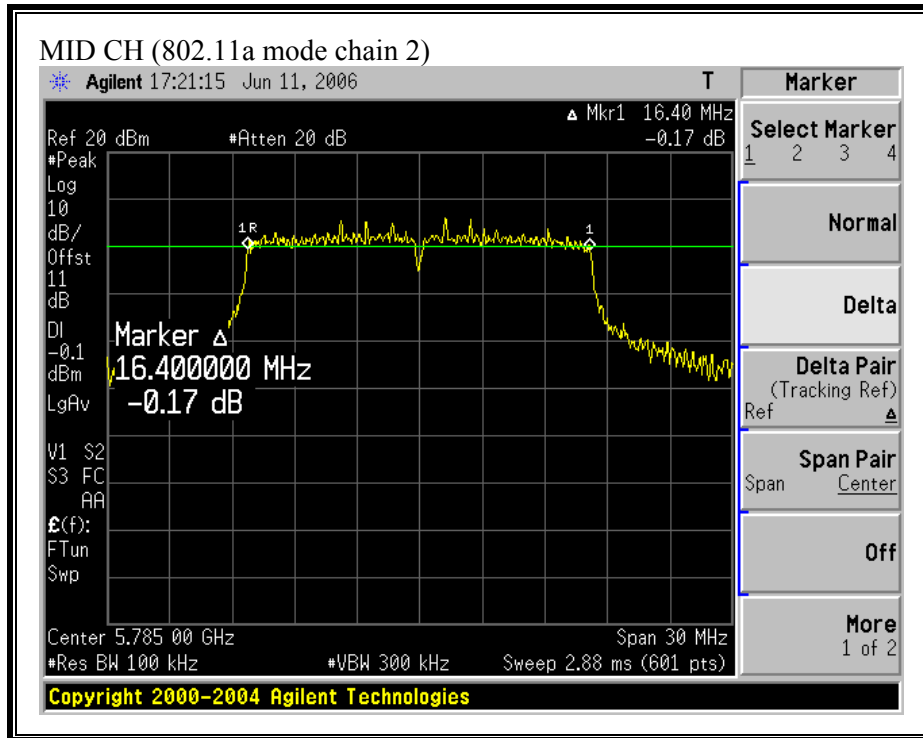 MID CH (802.11a mode chain 2)
Agilent 17:21:15 Jun 11, 2006 T
Δ Mkr1 16.40 MHz
Ref 20 dBm #Atten 20 dB -0.17 dB
#Peak
Log
10
dB/
Offst
11
dB
DI
-0.1
dBm
LgAv
V1 S2
S3 FC
AA
£(f):
FTun
Swp
1R
1
Marker Δ
16.400000 MHz
-0.17 dB
Center 5.785 00 GHz Span 30 MHz
#Res BW 100 kHz #VBW 300 kHz Sweep 2.88 ms (601 pts)
Marker
Select Marker
1 2 3 4
Normal
Delta
Delta Pair
(Tracking Ref)
Ref Δ
Span Pair
Span Center
Off
More
1 of 2
Copyright 2000-2004 Agilent Technologies